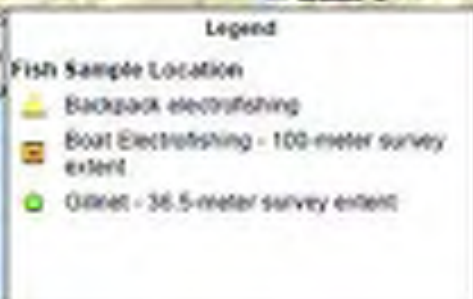 Legend
Fish Sample Location
Backpack electrofishing
Boat Electrofishing - 100-meter survey
extent
Gillnet - 36.5-meter survey extent